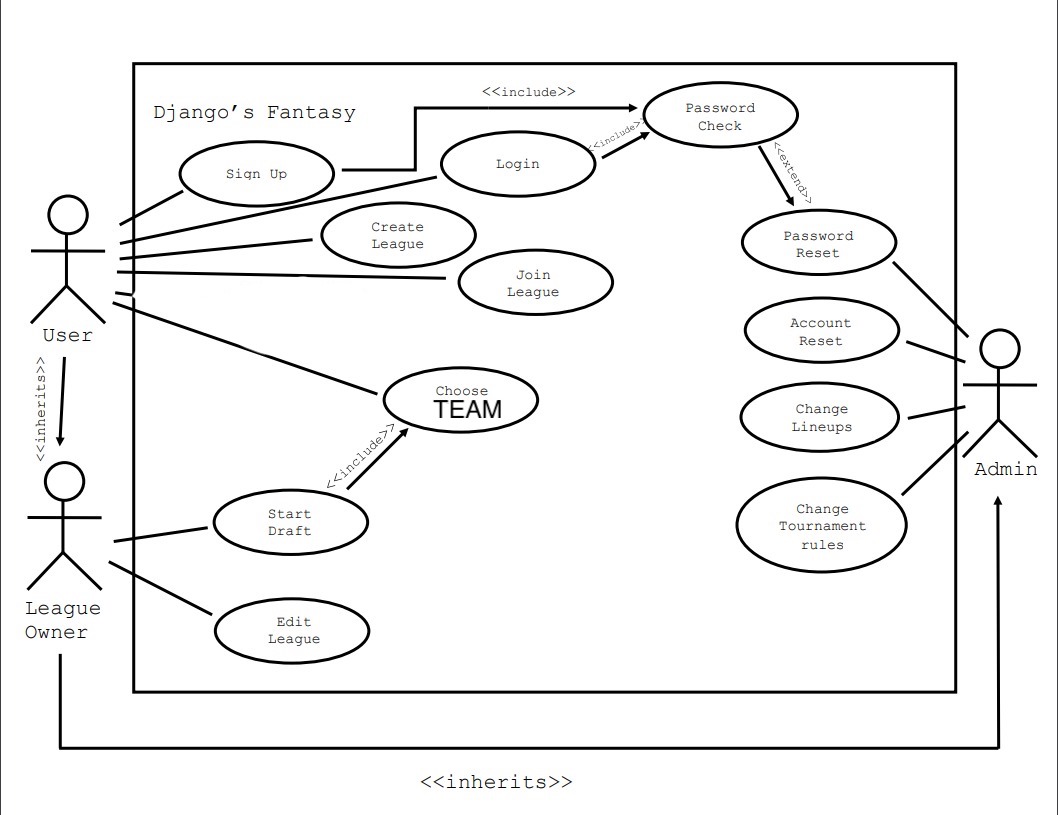 <<include>>
Django's Fantasy
Password
Check
<<include>>
Login
Sign Up
<<extend>>
Create
League
Password
Reset
Join
League
User
Account
Reset
<<inherits>>
Choose
TEAM
Change
Lineups
<<include>>
Admin
Start
Draft
Change
Tournament
rules
League
Owner
Edit
League
<<inherits>>